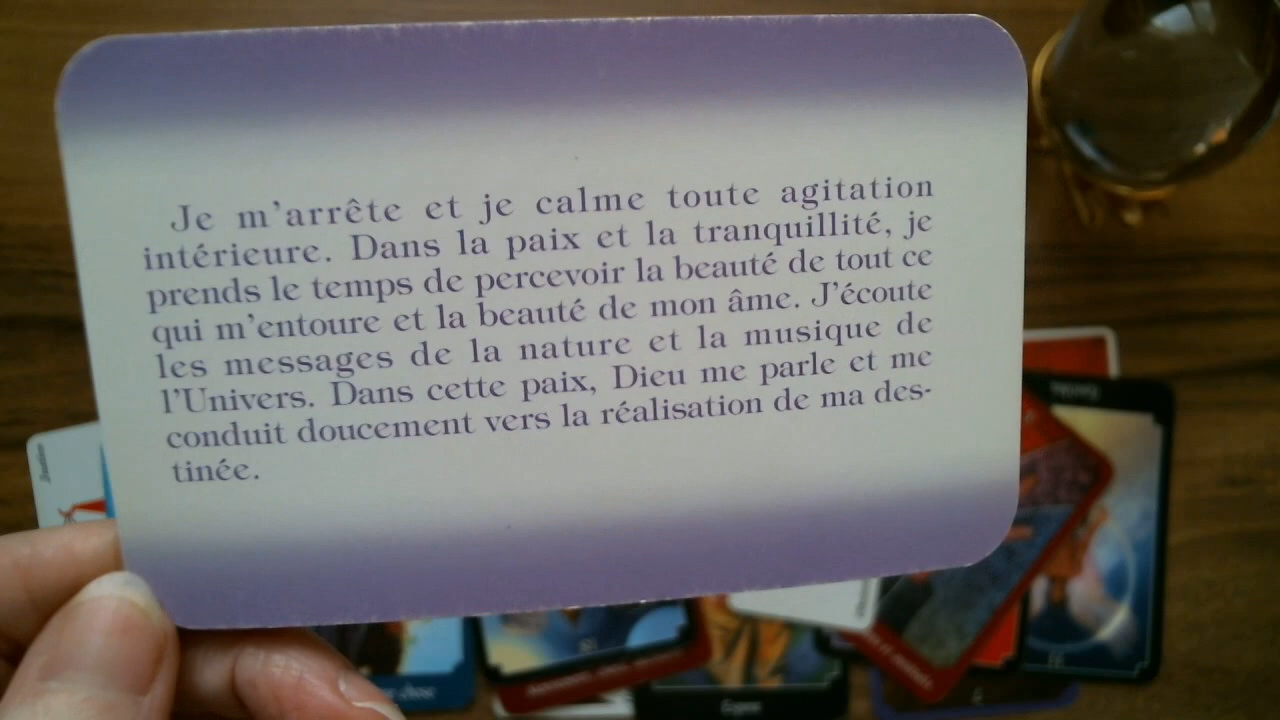 Je m'arrête et je calme toute agitation
intérieure. Dans la paix et la tranquillité, je
prends le temps de percevoir la beauté de tout ce
qui m'entoure et la beauté de mon âme. J'écoute
les messages de la nature et la musique de
l'Univers. Dans cette paix, Dieu me parle et me
conduit doucement vers la réalisation de ma des-
tinée.